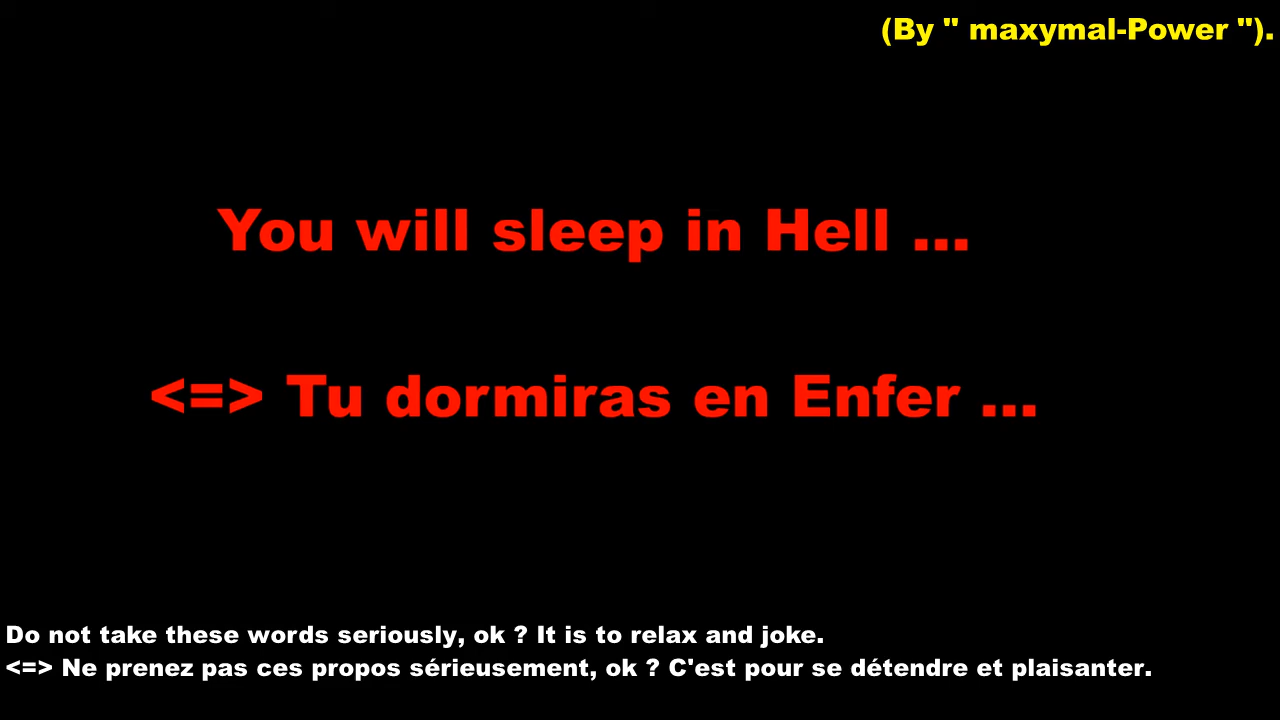 (By " maxymal-Power ").
You will sleep in Hell ...
<=> Tu dormiras en Enfer ...
Do not take these words seriously, ok ? It is to relax and joke.
<=> Ne prenez pas ces propos sérieusement, ok ? C'est pour se détendre et plaisanter.